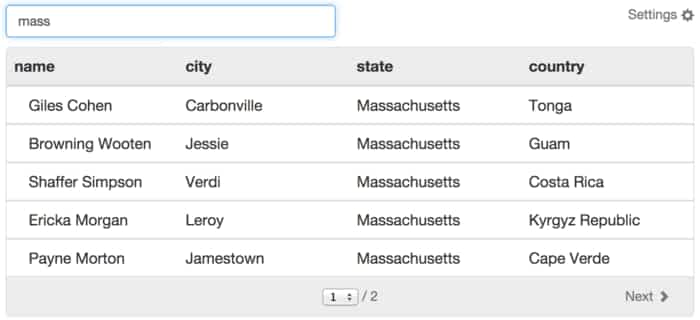 mass Settings
name city state country
Giles Cohen Carbonville Massachusetts Tonga
Browning Wooten Jessie Massachusetts Guam
Shaffer Simpson Verdi Massachusetts Costa Rica
Ericka Morgan Leroy Massachusetts Kyrgyz Republic
Payne Morton Jamestown Massachusetts Cape Verde
1 / 2 Next